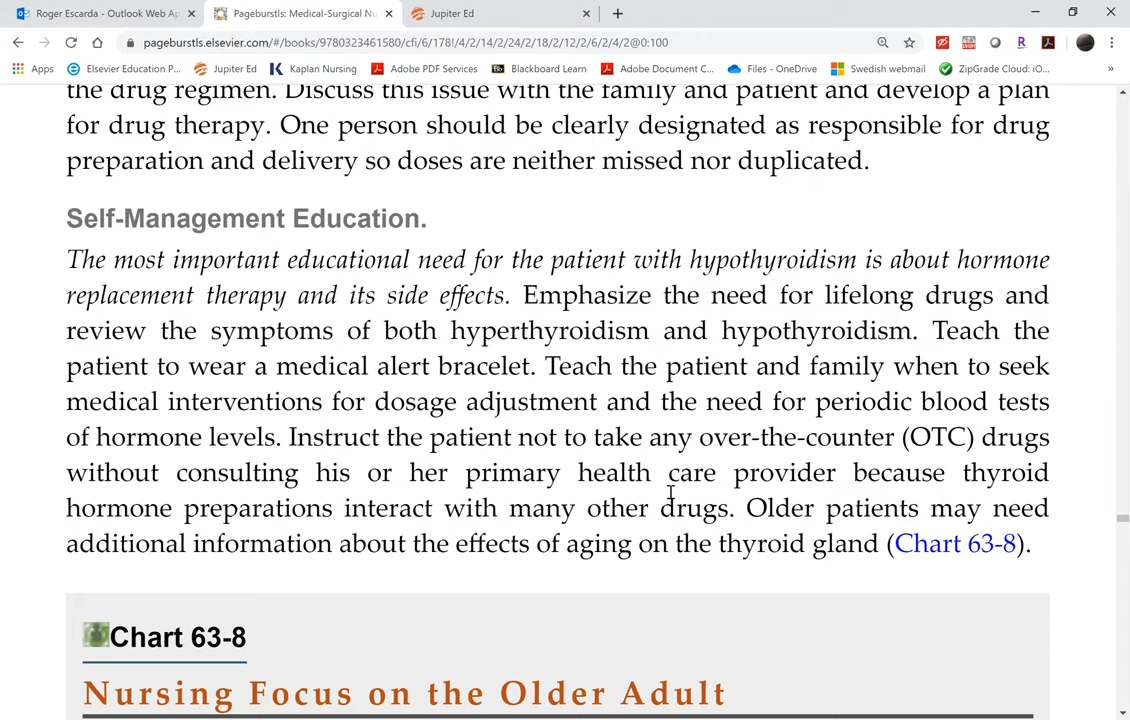 Roger Escarda - Outlook Web Ap
Pageburstls: Medical-Surgical Nu
Jupiter Ed
pageburstls.elsevier.com/#/books/9780323461580/cfi/6/178!/4/2/14/2/24/2/18/2/12/2/6/2/4/2@0:100
Apps
Elsevier Education P...
Jupiter Ed
Kaplan Nursing
Adobe PDF Services
Blackboard Learn
Adobe Document C...
Files - OneDrive
Swedish webmail
ZipGrade Cloud: iO...
»
the drug regimen. Discuss this issue with the family and patient and develop a plan
for drug therapy. One person should be clearly designated as responsible for drug
preparation and delivery so doses are neither missed nor duplicated.
Self-Management Education.
The most important educational need for the patient with hypothyroidism is about hormone
replacement therapy and its side effects. Emphasize the need for lifelong drugs and
review the symptoms of both hyperthyroidism and hypothyroidism. Teach the
patient to wear a medical alert bracelet. Teach the patient and family when to seek
medical interventions for dosage adjustment and the need for periodic blood tests
of hormone levels. Instruct the patient not to take any over-the-counter (OTC) drugs
without consulting his or her primary health care provider because thyroid
hormone preparations interact with many other drugs. Older patients may need
additional information about the effects of aging on the thyroid gland (Chart 63-8).
Chart 63-8
Nursing Focus on the Older Adult